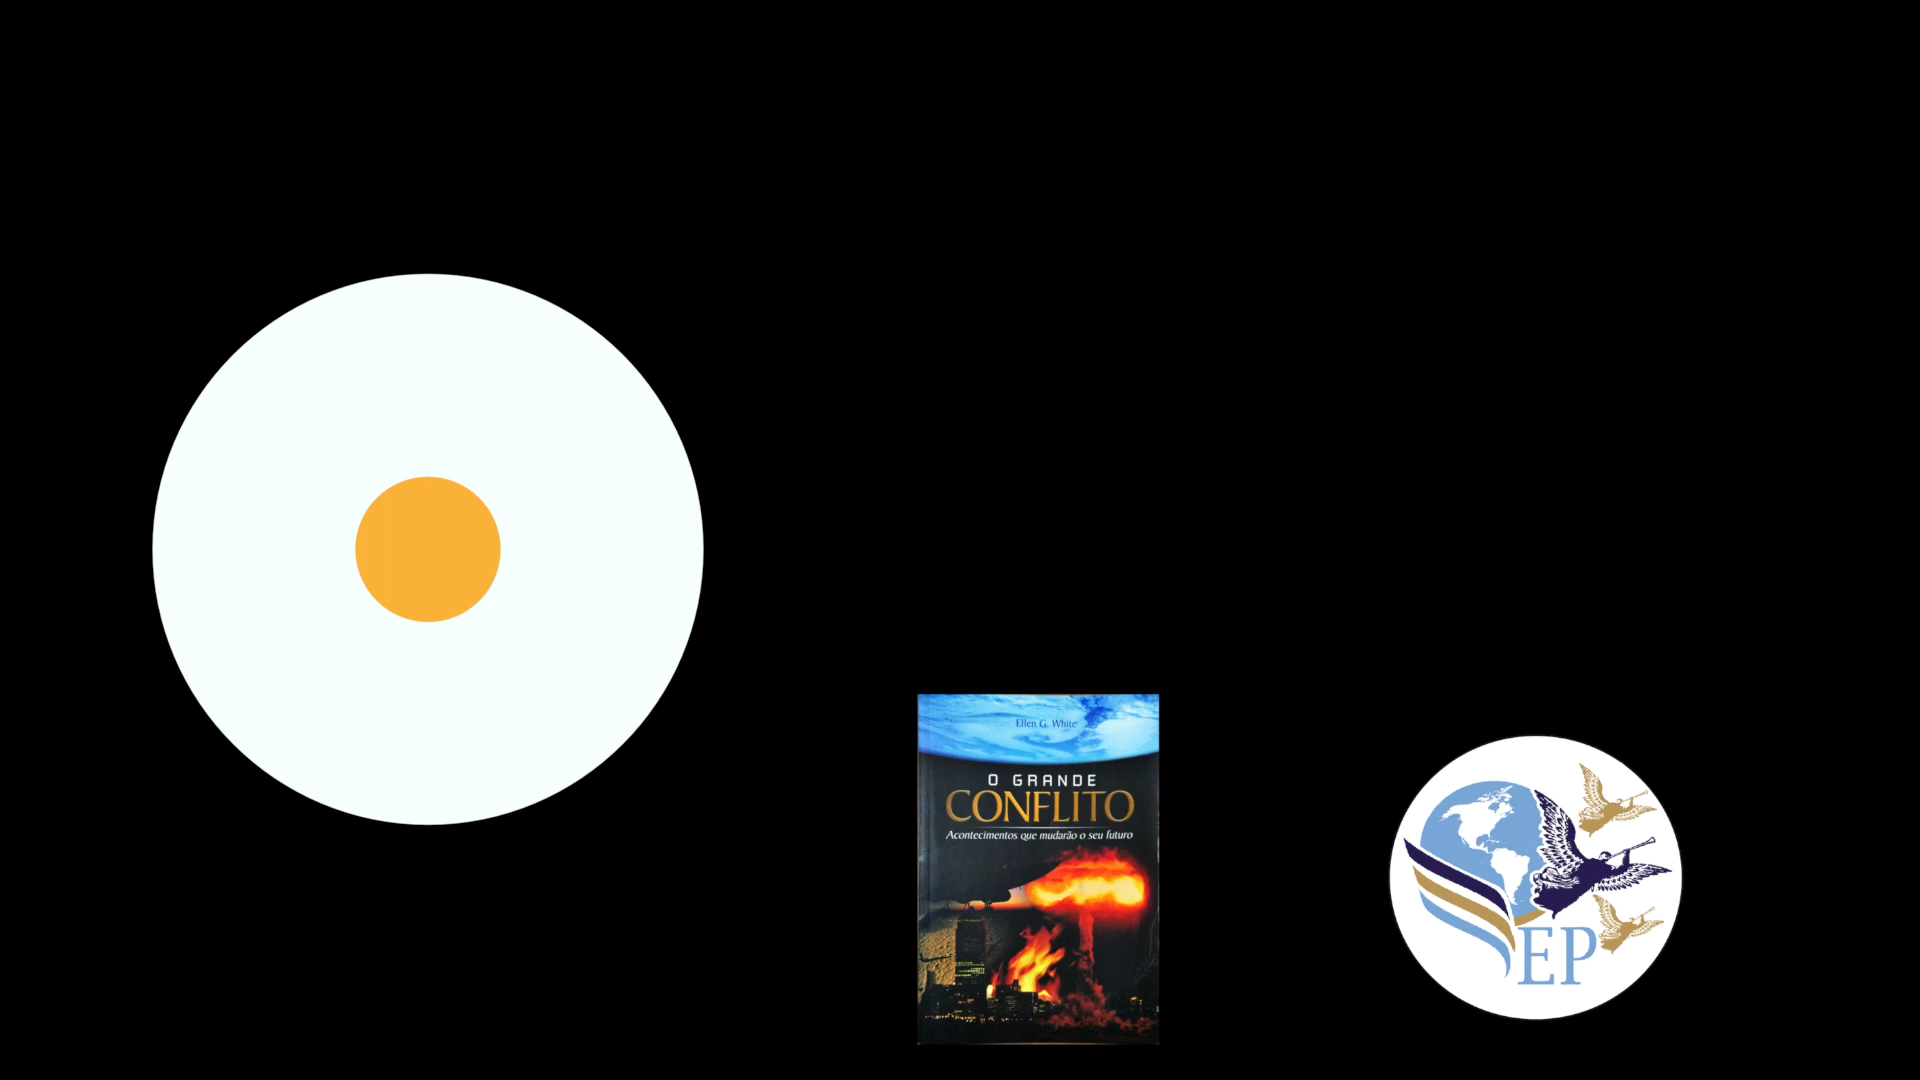 Ellen G. White
O GRANDE
CONFLITO
Acontecimentos que mudarão o seu futuro
EP